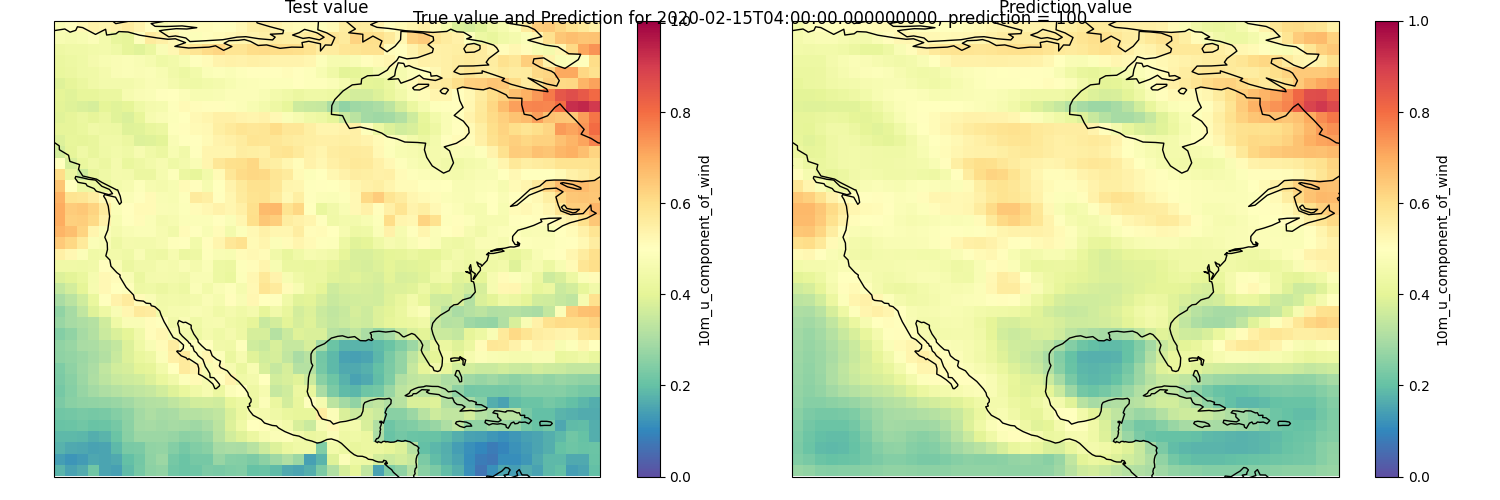 Test value
True value and Prediction for 2020-02-15T04:00:00.000000000, prediction = 100
Prediction value
1.0
0.8
0.6
0.4
0.2
0.0
10m_u_component_of_wind
1.0
0.8
0.6
0.4
0.2
0.0
10m_u_component_of_wind